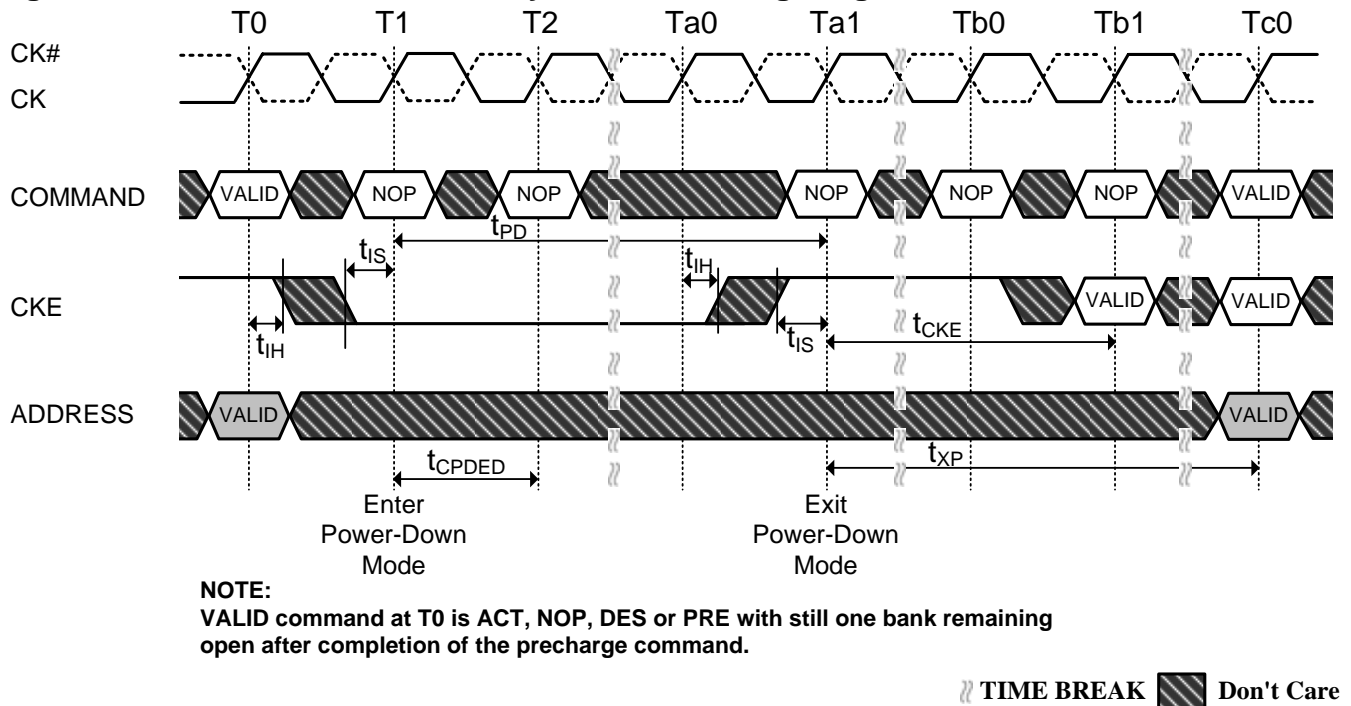 T0 T1 T2 Ta0 Ta1 Tb0 Tb1 Tc0
CK#
CK
COMMAND VALID NOP NOP NOP NOP NOP VALID
tPD
tIS tIH
CKE VALID VALID
tIH tIS tCKE
ADDRESS VALID VALID
tCPDED tXP
Enter
Power-Down
Mode
Exit
Power-Down
Mode
NOTE:
VALID command at T0 is ACT, NOP, DES or PRE with still one bank remaining
open after completion of the precharge command.
TIME BREAK Don't Care